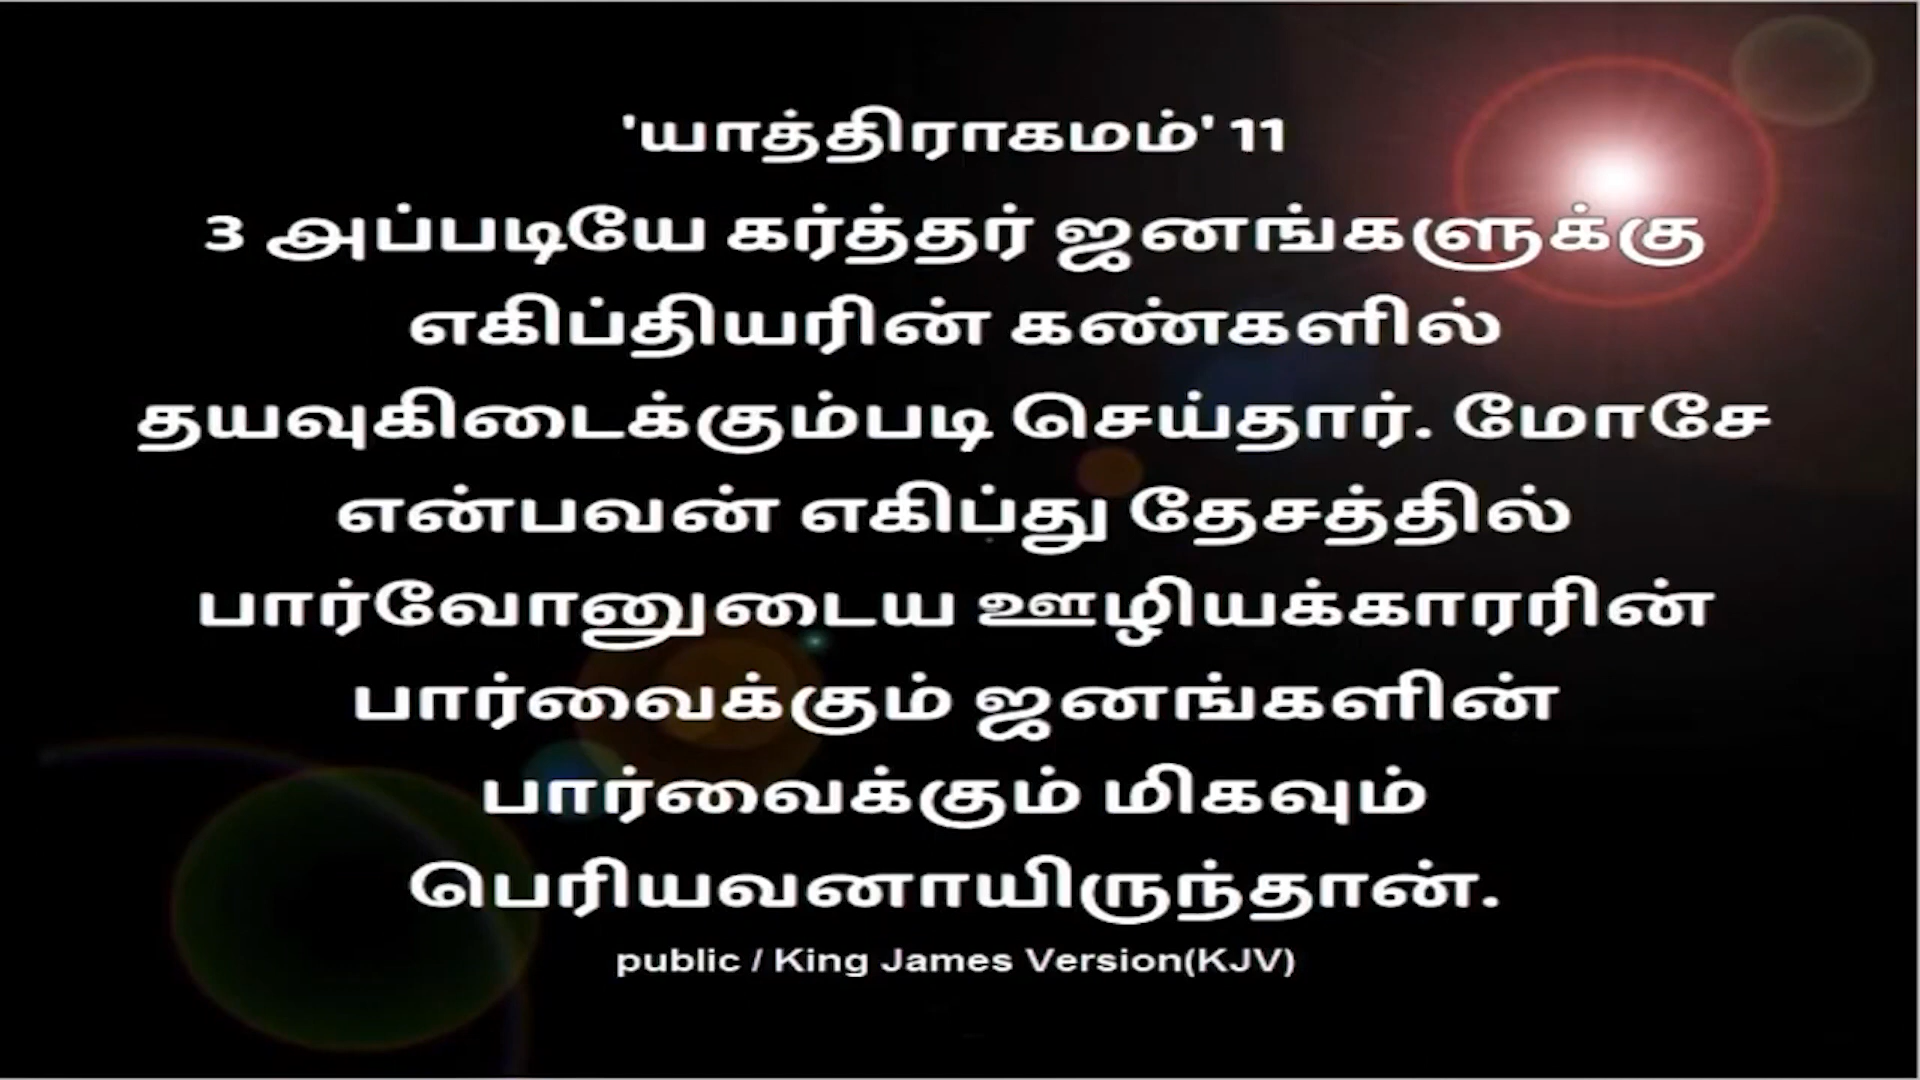 'யாத்திராகமம்' 11
3 அப்படியே கர்த்தர் ஜனங்களுக்கு
எகிப்தியரின் கண்களில்
தயவுகிடைக்கும்படி செய்தார். மோசே
என்பவன் எகிப்து தேசத்தில்
பார்வோனுடைய ஊழியக்காரரின்
பார்வைக்கும் ஜனங்களின்
பார்வைக்கும் மிகவும்
பெரியவனாயிருந்தான்.
public / King James Version(KJV)